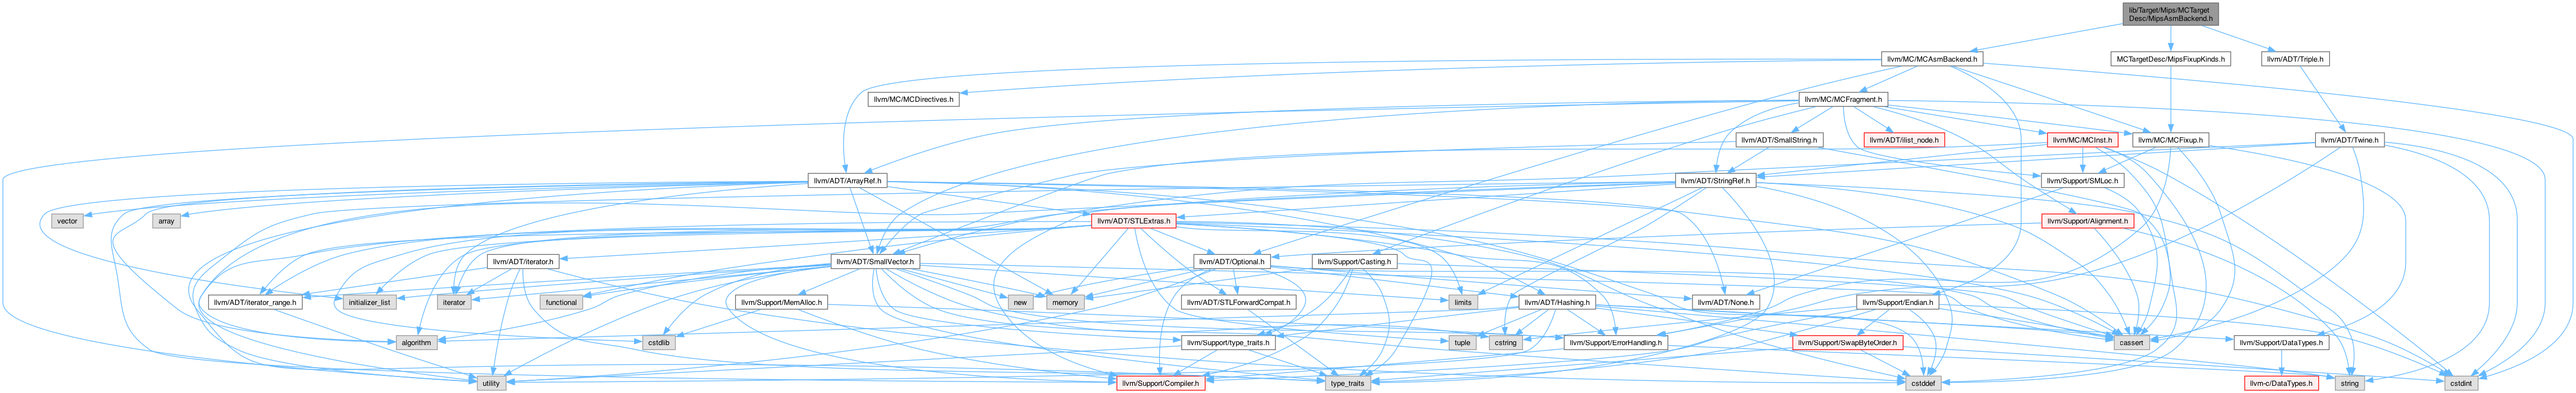 lib/Target/Mips/MCTarget
Desc/MipsAsmBackend.h
llvm/MC/MCAsmBackend.h
MCTargetDesc/MipsFixupKinds.h
llvm/ADT/Triple.h
llvm/MC/MCDirectives.h
llvm/MC/MCFragment.h
llvm/ADT/SmallString.h
llvm/ADT/ilist_node.h
llvm/MC/MCInst.h
llvm/MC/MCFixup.h
llvm/ADT/Twine.h
llvm/ADT/ArrayRef.h
llvm/ADT/StringRef.h
llvm/Support/SMLoc.h
vector
array
llvm/ADT/STLExtras.h
llvm/Support/Alignment.h
llvm/ADT/iterator.h
llvm/ADT/SmallVector.h
llvm/ADT/Optional.h
llvm/Support/Casting.h
llvm/ADT/iterator_range.h
initializer_list
iterator
functional
llvm/Support/MemAlloc.h
new
memory
llvm/ADT/STLForwardCompat.h
limits
llvm/ADT/Hashing.h
llvm/Support/Endian.h
llvm/ADT/None.h
algorithm
cstdlib
llvm/Support/type_traits.h
tuple
cstring
llvm/Support/ErrorHandling.h
llvm/Support/SwapByteOrder.h
cassert
llvm/Support/DataTypes.h
utility
llvm/Support/Compiler.h
type_traits
cstddef
llvm-c/DataTypes.h
string
cstdint